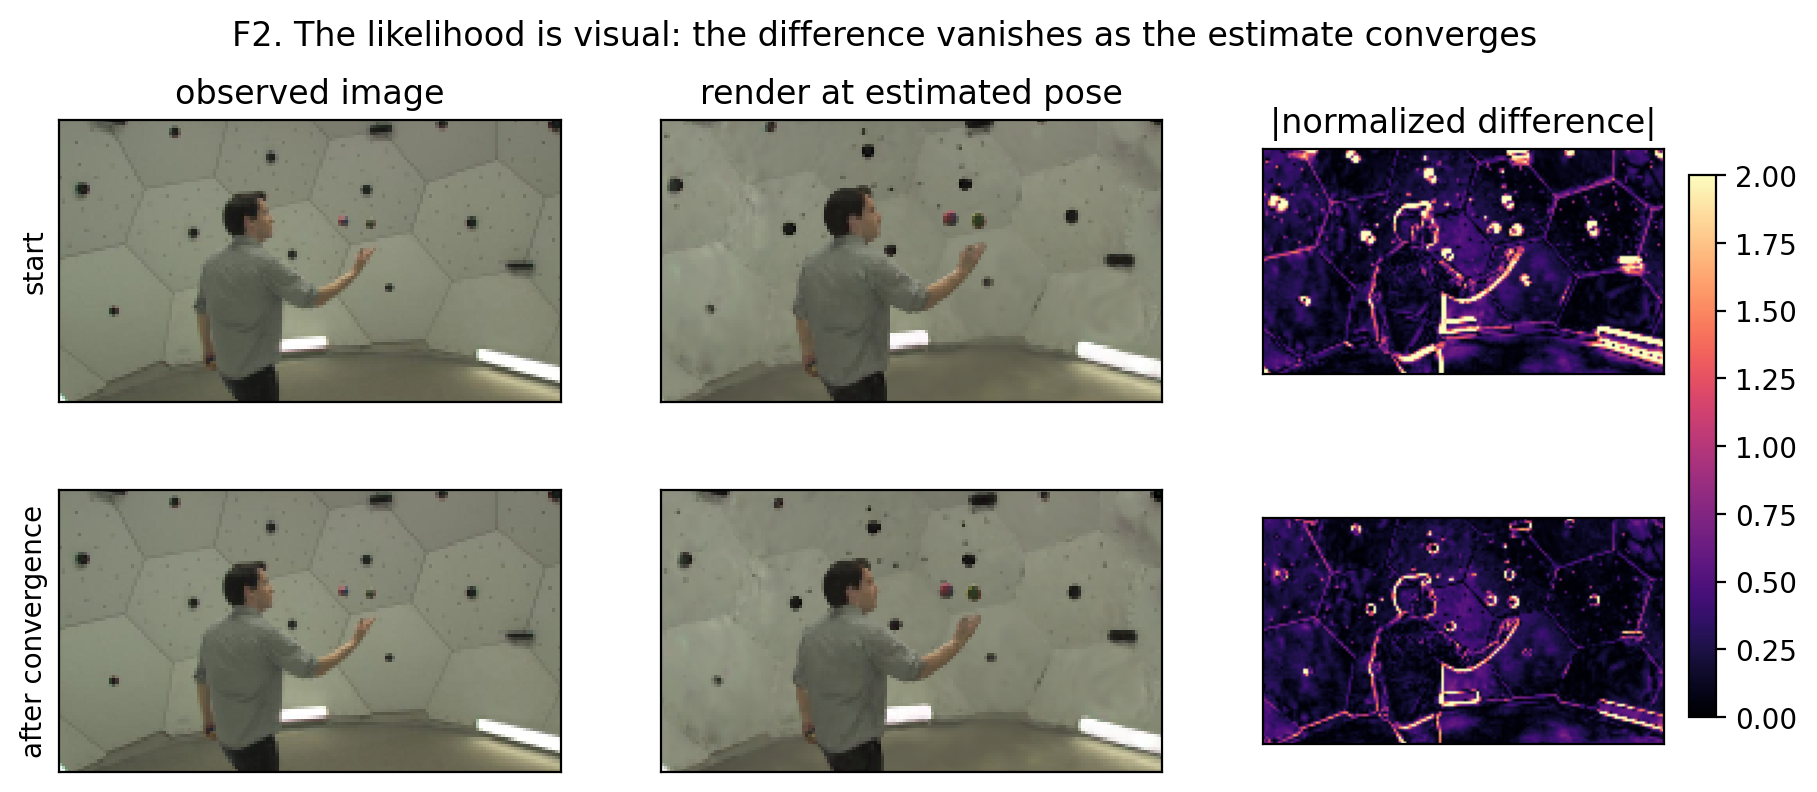 F2. The likelihood is visual: the difference vanishes as the estimate converges
observed image
render at estimated pose
|normalized difference|
start
after convergence
2.00
1.75
1.50
1.25
1.00
0.75
0.50
0.25
0.00